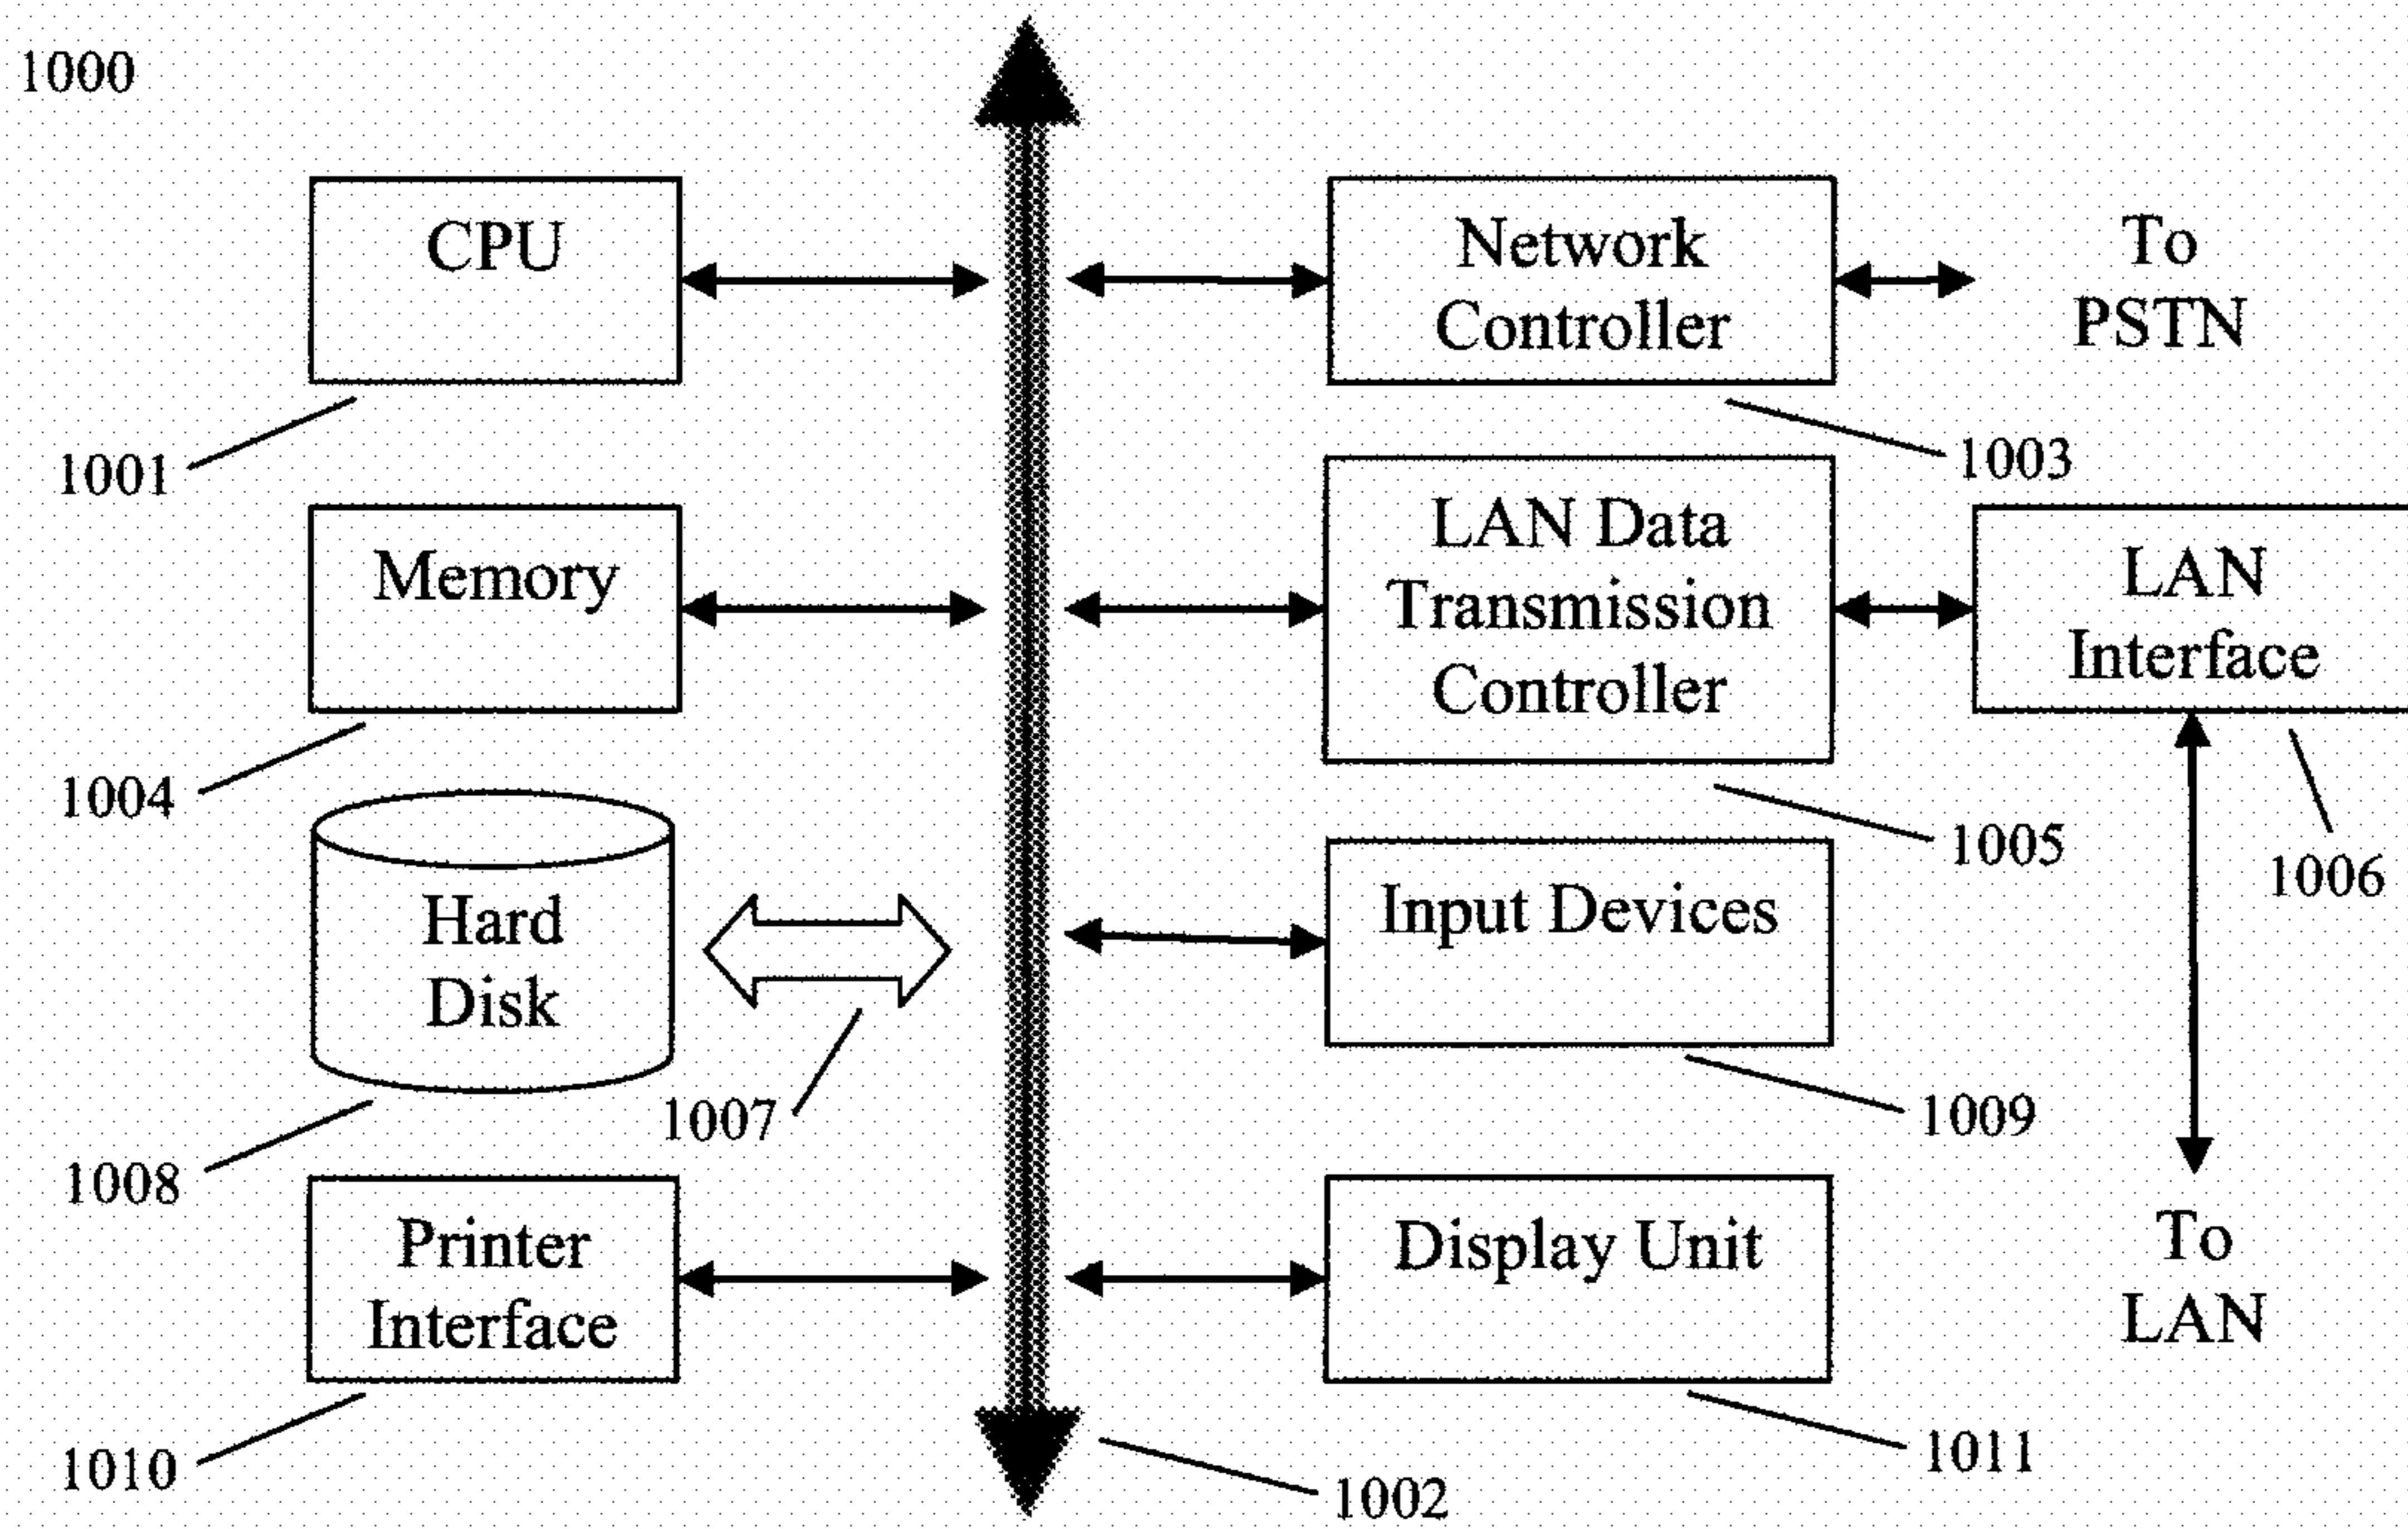 1000
CPU
Network
Controller
To
PSTN
1001
1003
Memory
LAN Data
Transmission
Controller
LAN
Interface
1004
1005
1006
Hard
Disk
Input Devices
1007
1008
1009
Printer
Interface
Display Unit
To
LAN
1010
1002
1011